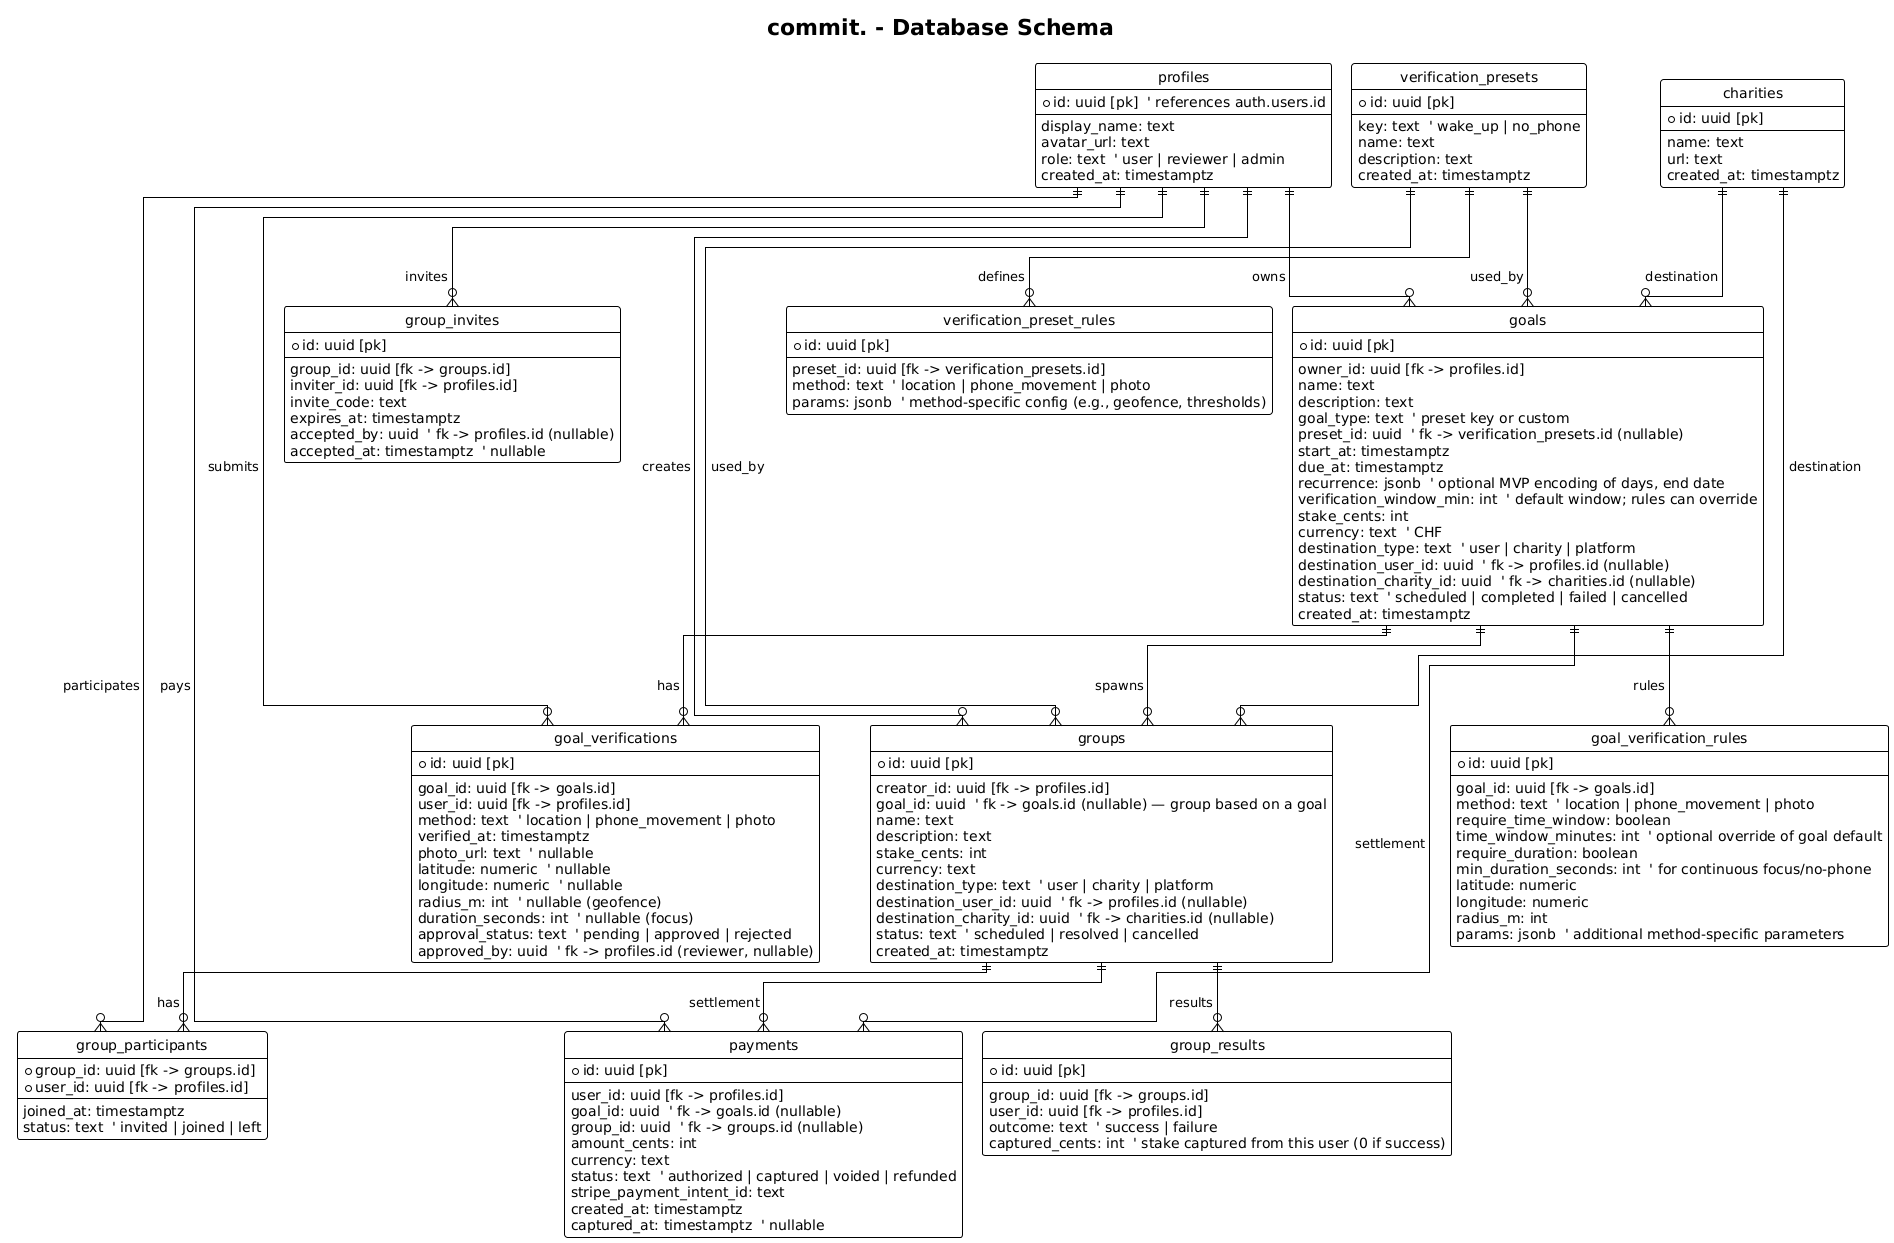 commit. - Database Schema
profiles
id: uuid [pk]  ' references auth.users.id
display_name: text
avatar_url: text
role: text  ' user | reviewer | admin
created_at: timestamptz
verification_presets
id: uuid [pk]
key: text  ' wake_up | no_phone
name: text
description: text
created_at: timestamptz
charities
id: uuid [pk]
name: text
url: text
created_at: timestamptz
invites
defines
owns
used_by
destination
group_invites
id: uuid [pk]
group_id: uuid [fk -> groups.id]
inviter_id: uuid [fk -> profiles.id]
invite_code: text
expires_at: timestamptz
accepted_by: uuid  ' fk -> profiles.id (nullable)
accepted_at: timestamptz  ' nullable
verification_preset_rules
id: uuid [pk]
preset_id: uuid [fk -> verification_presets.id]
method: text  ' location | phone_movement | photo
params: jsonb  ' method-specific config (e.g., geofence, thresholds)
goals
id: uuid [pk]
owner_id: uuid [fk -> profiles.id]
name: text
description: text
goal_type: text  ' preset key or custom
preset_id: uuid  ' fk -> verification_presets.id (nullable)
start_at: timestamptz
due_at: timestamptz
recurrence: jsonb  ' optional MVP encoding of days, end date
verification_window_min: int  ' default window; rules can override
stake_cents: int
currency: text  ' CHF
destination_type: text  ' user | charity | platform
destination_user_id: uuid  ' fk -> profiles.id (nullable)
destination_charity_id: uuid  ' fk -> charities.id (nullable)
status: text  ' scheduled | completed | failed | cancelled
created_at: timestamptz
submits
creates
used_by
destination
participates
pays
has
spawns
rules
goal_verifications
id: uuid [pk]
goal_id: uuid [fk -> goals.id]
user_id: uuid [fk -> profiles.id]
method: text  ' location | phone_movement | photo
verified_at: timestamptz
photo_url: text  ' nullable
latitude: numeric  ' nullable
longitude: numeric  ' nullable
radius_m: int  ' nullable (geofence)
duration_seconds: int  ' nullable (focus)
approval_status: text  ' pending | approved | rejected
approved_by: uuid  ' fk -> profiles.id (reviewer, nullable)
groups
id: uuid [pk]
creator_id: uuid [fk -> profiles.id]
goal_id: uuid  ' fk -> goals.id (nullable) — group based on a goal
name: text
description: text
stake_cents: int
currency: text
destination_type: text  ' user | charity | platform
destination_user_id: uuid  ' fk -> profiles.id (nullable)
destination_charity_id: uuid  ' fk -> charities.id (nullable)
status: text  ' scheduled | resolved | cancelled
created_at: timestamptz
settlement
goal_verification_rules
id: uuid [pk]
goal_id: uuid [fk -> goals.id]
method: text  ' location | phone_movement | photo
require_time_window: boolean
time_window_minutes: int  ' optional override of goal default
require_duration: boolean
min_duration_seconds: int  ' for continuous focus/no-phone
latitude: numeric
longitude: numeric
radius_m: int
params: jsonb  ' additional method-specific parameters
has
settlement
results
group_participants
group_id: uuid [fk -> groups.id]
user_id: uuid [fk -> profiles.id]
joined_at: timestamptz
status: text  ' invited | joined | left
payments
id: uuid [pk]
user_id: uuid [fk -> profiles.id]
goal_id: uuid  ' fk -> goals.id (nullable)
group_id: uuid  ' fk -> groups.id (nullable)
amount_cents: int
currency: text
status: text  ' authorized | captured | voided | refunded
stripe_payment_intent_id: text
created_at: timestamptz
captured_at: timestamptz  ' nullable
group_results
id: uuid [pk]
group_id: uuid [fk -> groups.id]
user_id: uuid [fk -> profiles.id]
outcome: text  ' success | failure
captured_cents: int  ' stake captured from this user (0 if success)